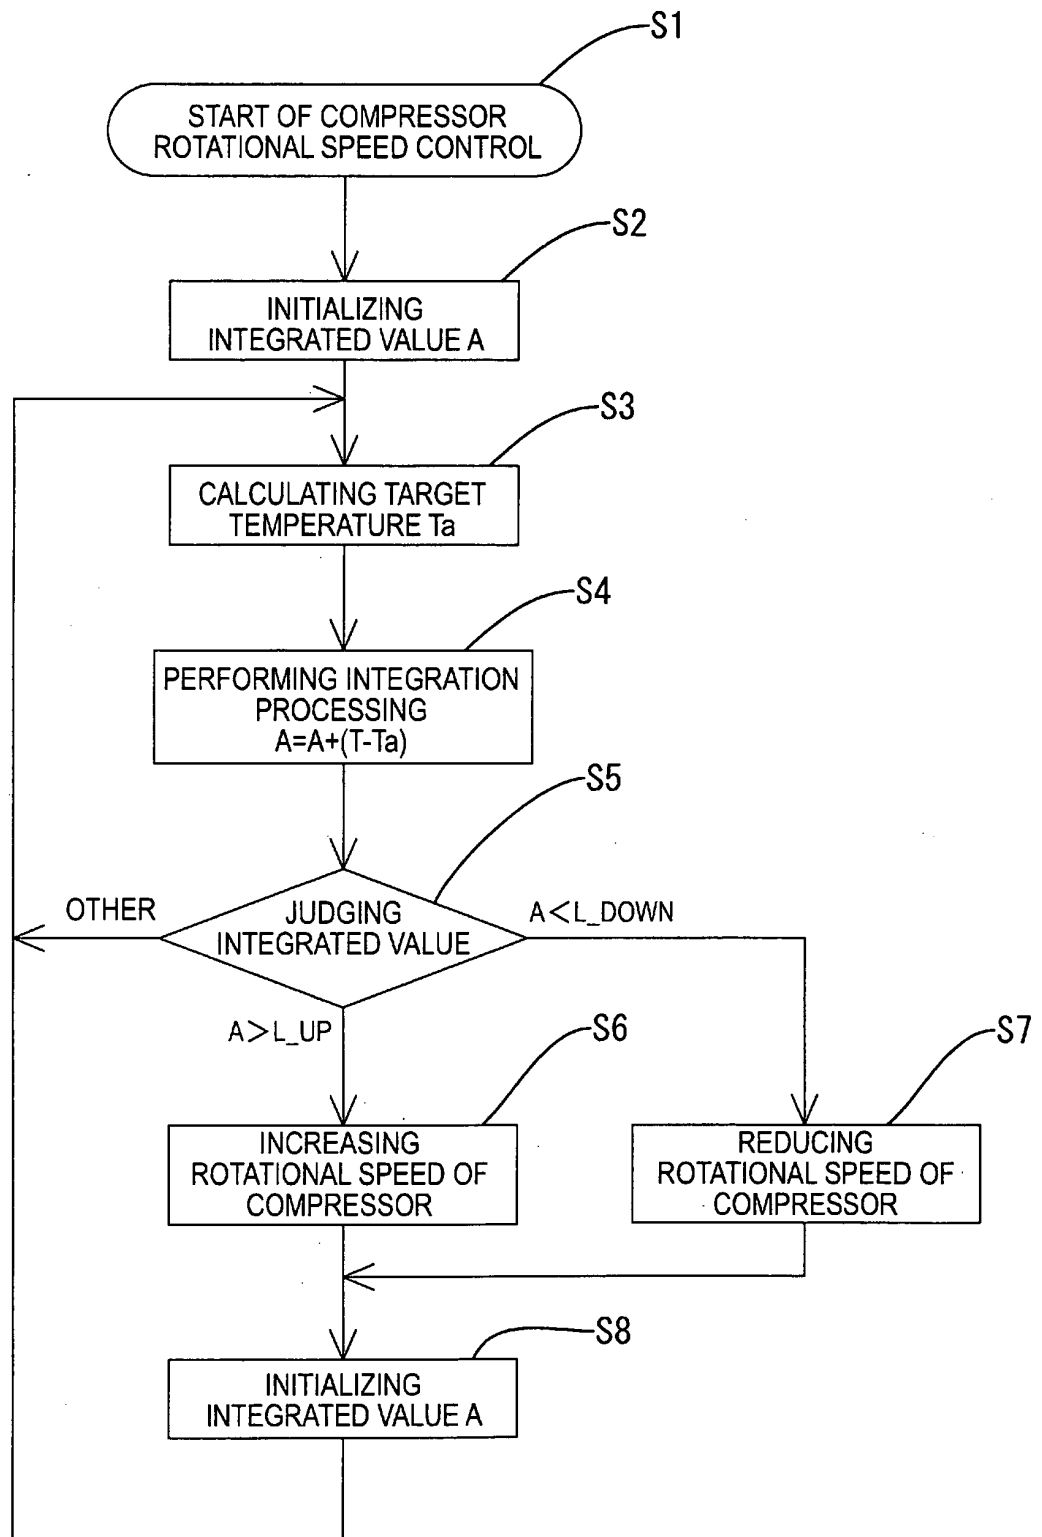 S1
START OF COMPRESSOR
ROTATIONAL SPEED CONTROL
S2
INITIALIZING
INTEGRATED VALUE A
S3
CALCULATING TARGET
TEMPERATURE Ta
S4
PERFORMING INTEGRATION
PROCESSING
A=A+(T-Ta)
S5
OTHER
JUDGING
INTEGRATED VALUE
A<L_DOWN
A>L_UP
S6
S7
INCREASING
ROTATIONAL SPEED OF
COMPRESSOR
REDUCING
ROTATIONAL SPEED OF
COMPRESSOR
S8
INITIALIZING
INTEGRATED VALUE A